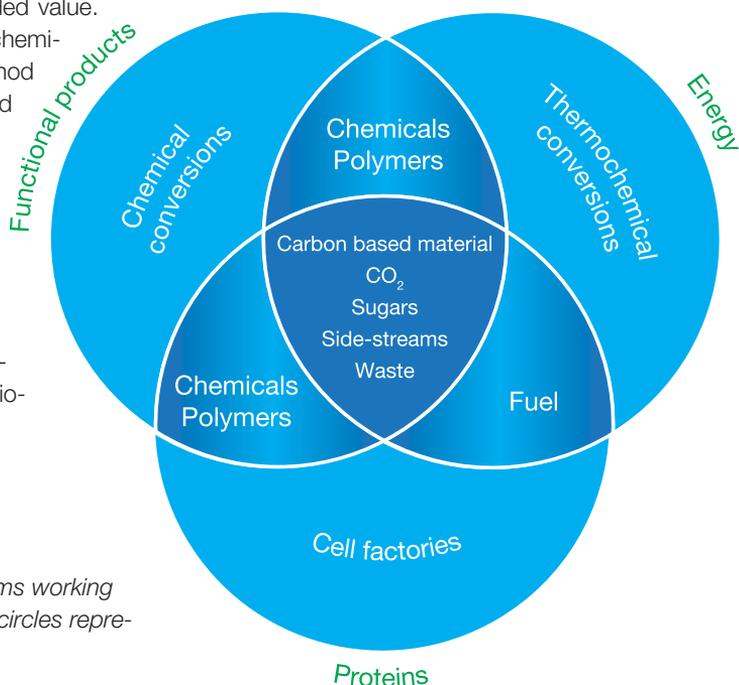 ded value.
chemi-
hod
d
Functional products
Energy
Chemical
conversions
Chemicals
Polymers
Thermochemical
conversions
Carbon based material
CO₂
Sugars
Side-streams
Waste
-
io-
Chemicals
Polymers
Fuel
Cell factories
ms working
circles repre-
Proteins